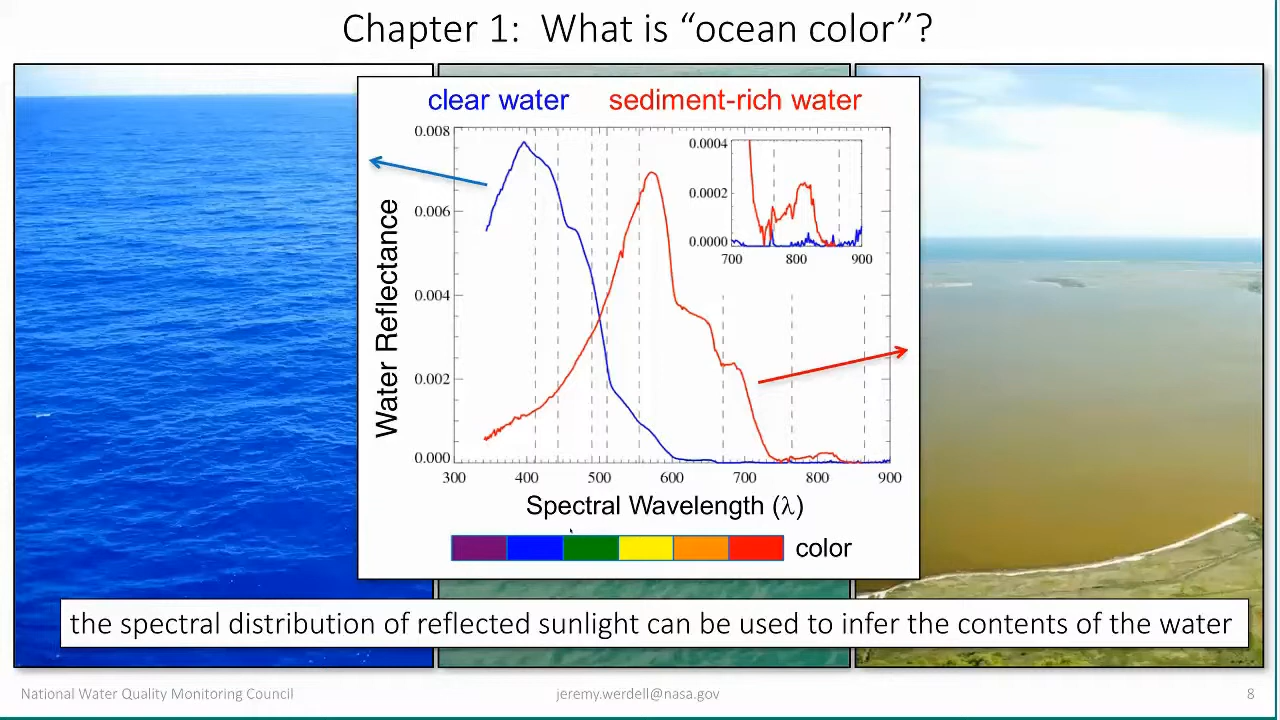 Chapter 1: What is “ocean color”?
clear water
sediment-rich water
0.008
0.006
0.004
0.002
0.000
Water Reflectance
0.0004
0.0002
0.0000
700 800 900
300 400 500 600 700 800 900
Spectral Wavelength (λ)
color
the spectral distribution of reflected sunlight can be used to infer the contents of the water
National Water Quality Monitoring Council
jeremy.werdell@nasa.gov
8